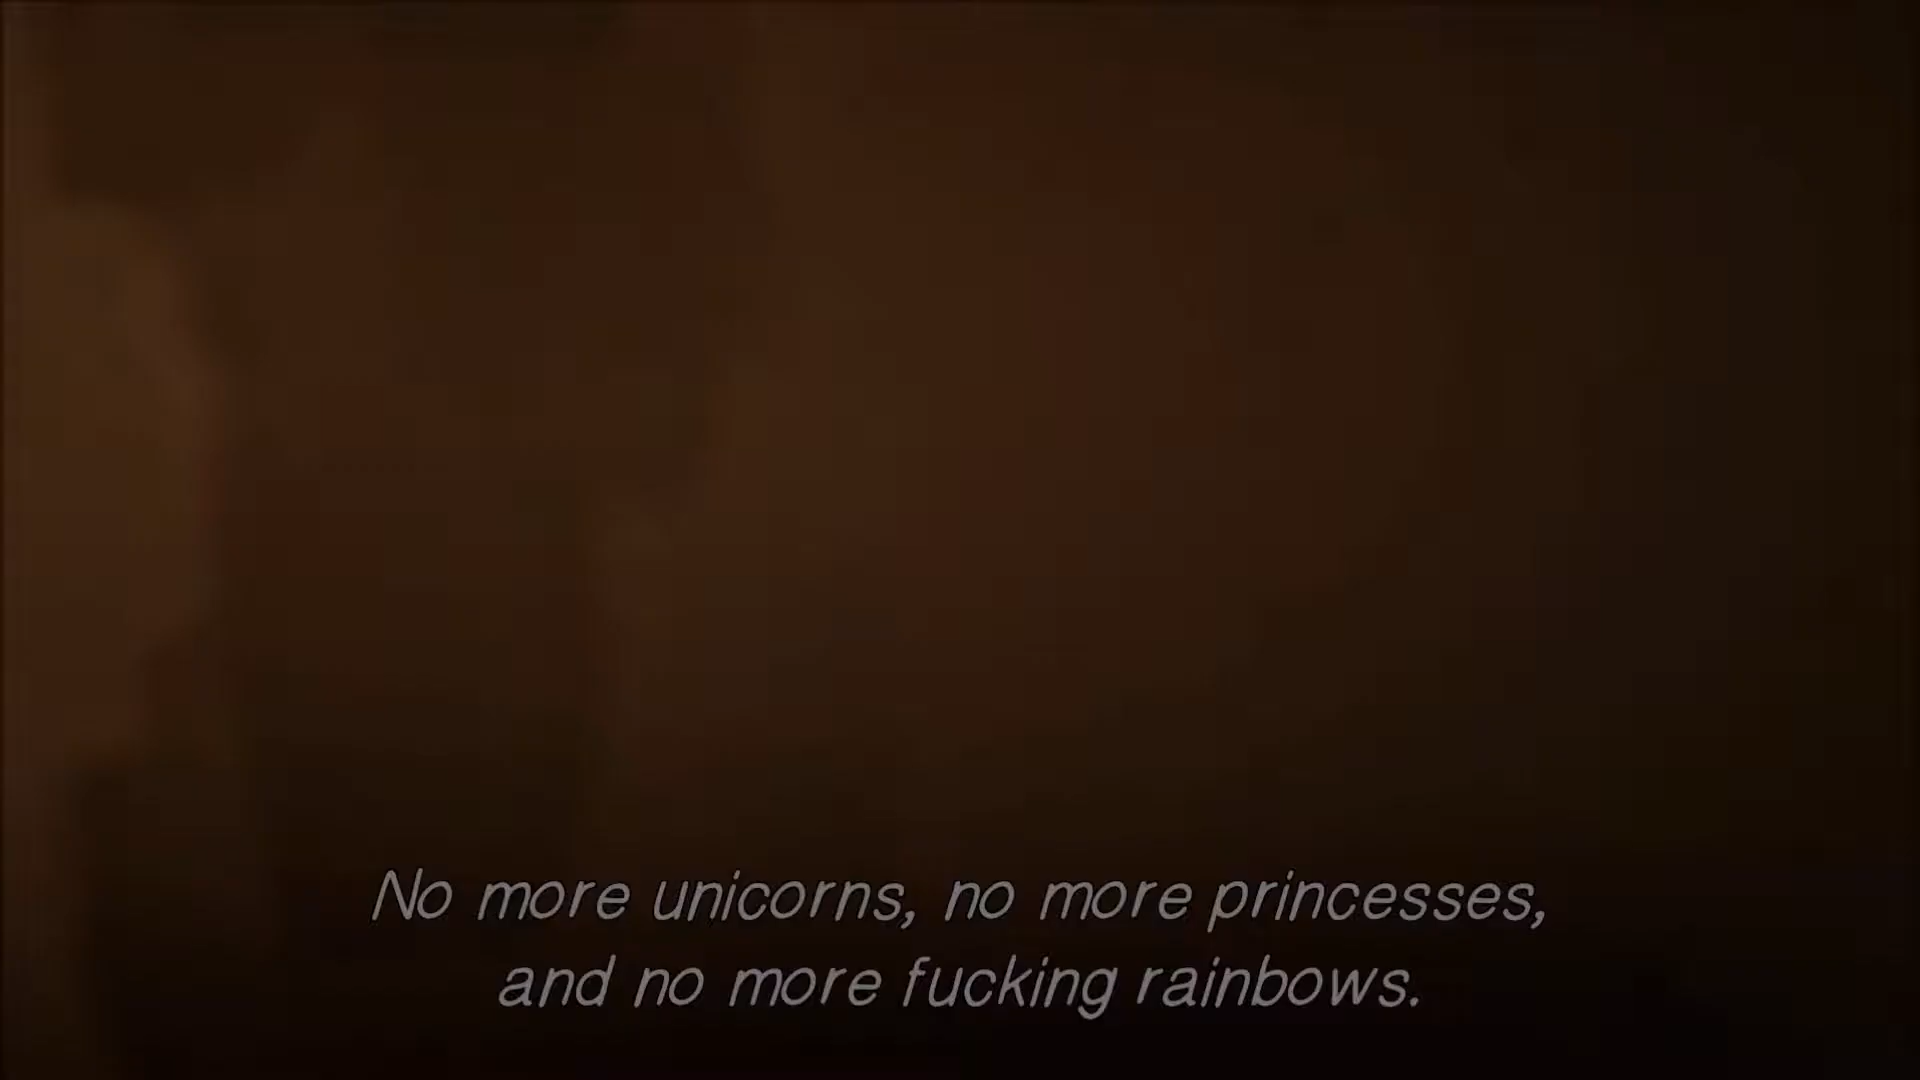 No more unicorns, no more princesses,
and no more fucking rainbows.